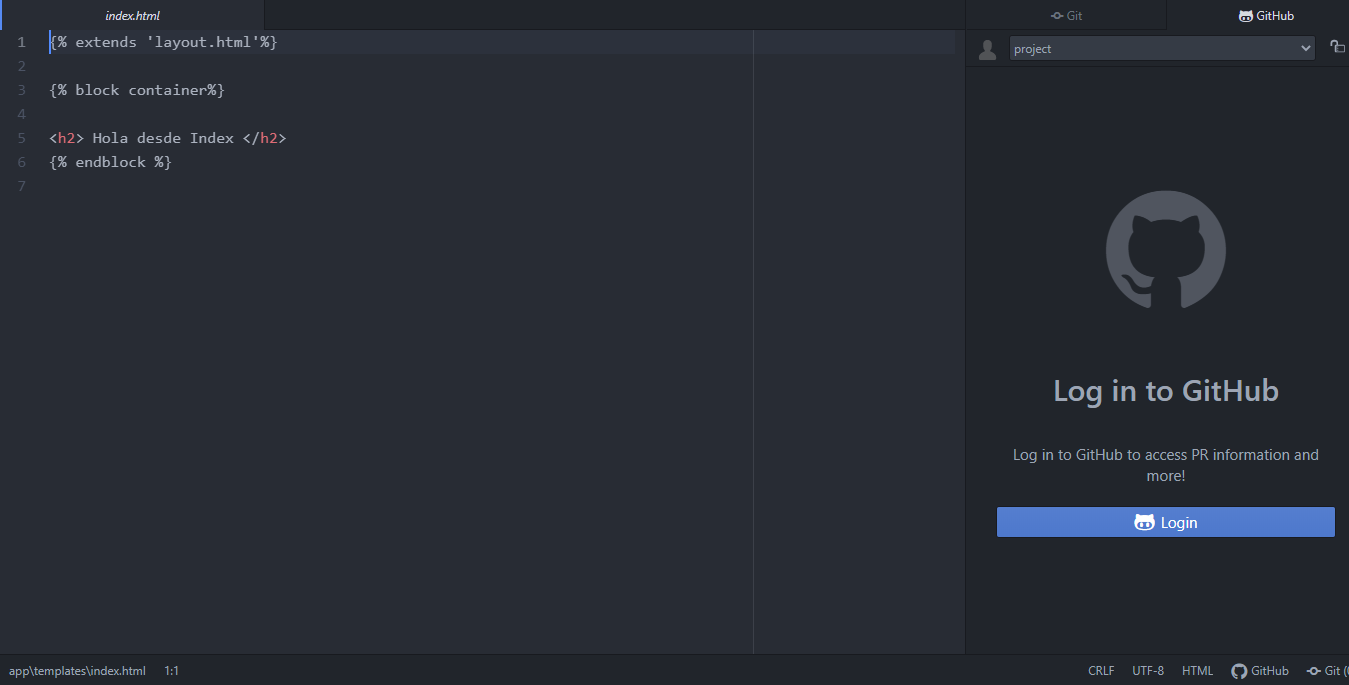 index.html
Git
GitHub
project
1 {% extends 'layout.html'%}
2
3 {% block container%}
4
5 <h2> Hola desde Index </h2>
6 {% endblock %}
7
Log in to GitHub
Log in to GitHub to access PR information and
more!
Login
app\templates\index.html 1:1 CRLF UTF-8 HTML GitHub Git (